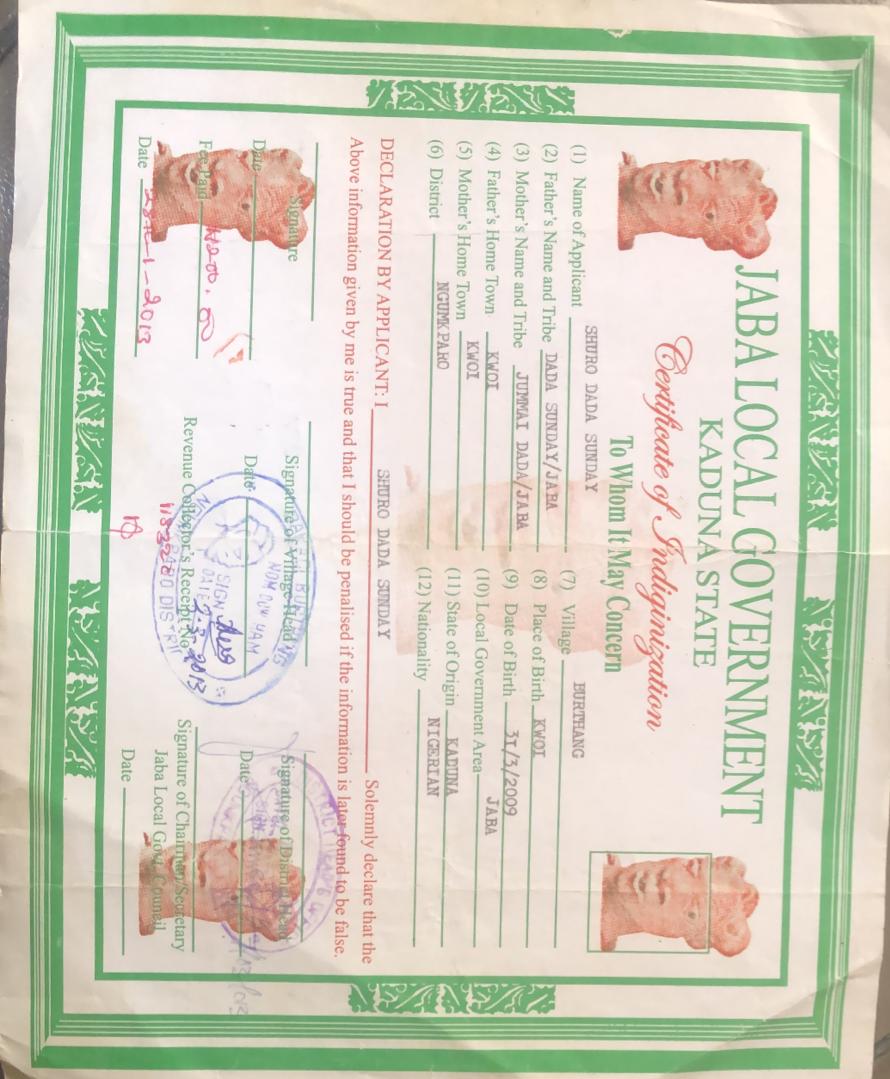 JABA LOCAL GOVERNMENT
KADUNA STATE
Certificate of Indiginization
To Whom It May Concern
(1) Name of Applicant SHURO DADA SUNDAY
(2) Father's Name and Tribe DADA SUNDAY/JABA
(3) Mother's Name and Tribe JUMMAI DADA/JABA
(4) Father's Home Town KWOI
(5) Mother's Home Town KWOI
(6) District NGUMKPARO
(7) Village BURTHANG
(8) Place of Birth KWOI
(9) Date of Birth 3I/3/2009
(10) Local Government Area JABA
(11) State of Origin KADUNA
(12) Nationality NIGERIAN
DECLARATION BY APPLICANT: I SHURO DADA SUNDAY Solemnly declare that the
Above information given by me is true and that I should be penalised if the information is later found to be false.
Signature
Date
Fee Paid ₦200.00
Date -1-2013
Signature of Village Head
Date
Revenue Collector's Receipt No
SIGN
DATE 2013
Signature of District Head
Date
Signature of Chairman/Secretary
Jaba Local Govt. Council
Date